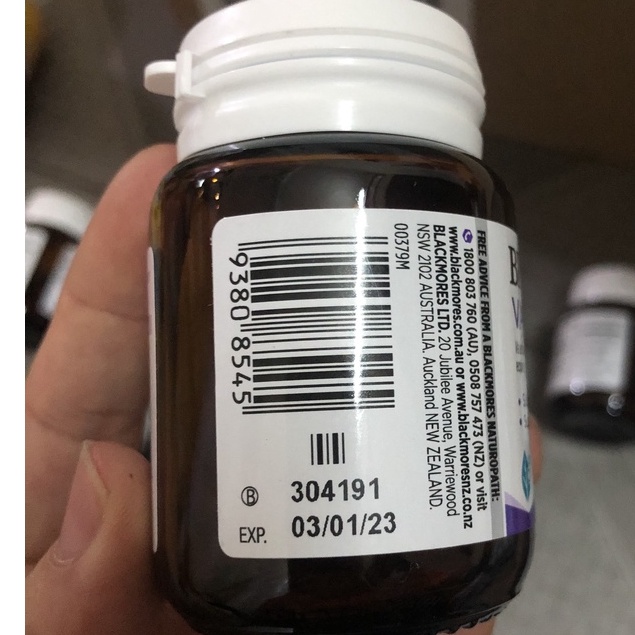 FREE ADVICE FROM A BLACKMORES NATUROPATH:
1800 803 760 (AU), 0508 757 473 (NZ) or visit
www.blackmores.com.au or www.blackmoresnz.co.nz
BLACKMORES LTD. 20 Jubilee Avenue, Warriewood
NSW 2102 AUSTRALIA. Auckland NEW ZEALAND.
00379M
9380 8545
B 304191
EXP. 03/01/23